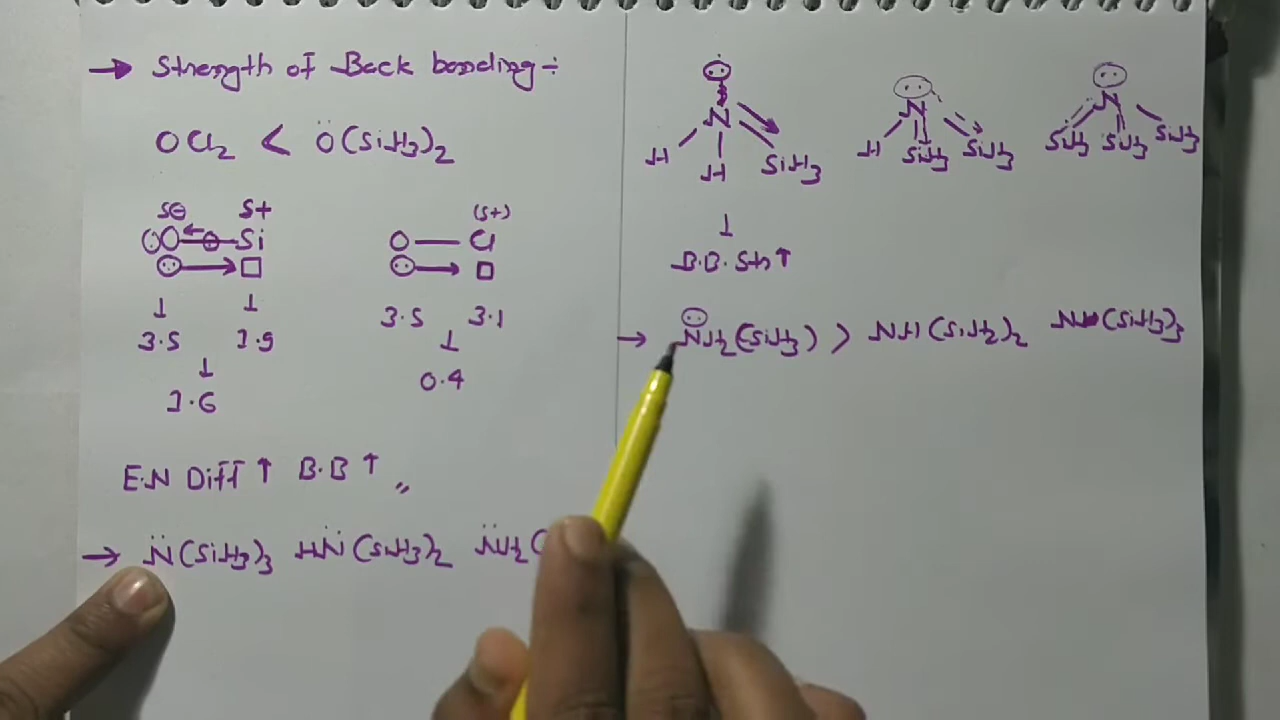 → Strength of Back bonding :-
OCl₂ < Ö(SiH₃)₂
δ⊖ δ+ (δ+)
O Si O — Cl
3.5 1.9 3.5 3.1
1.6 0.4
E.N Diff ↑ B.B ↑ ,,
→ N̈(SiH₃)₃ HN̈(SiH₃)₂ N̈H₂(
N N N
H H SiH₃ H SiH₃ SiH₃ SiH₃ SiH₃ SiH₃
B.B. Sth ↑
→ N̈H₂(SiH₃) > NH(SiH₃)₂ N(SiH₃)₃